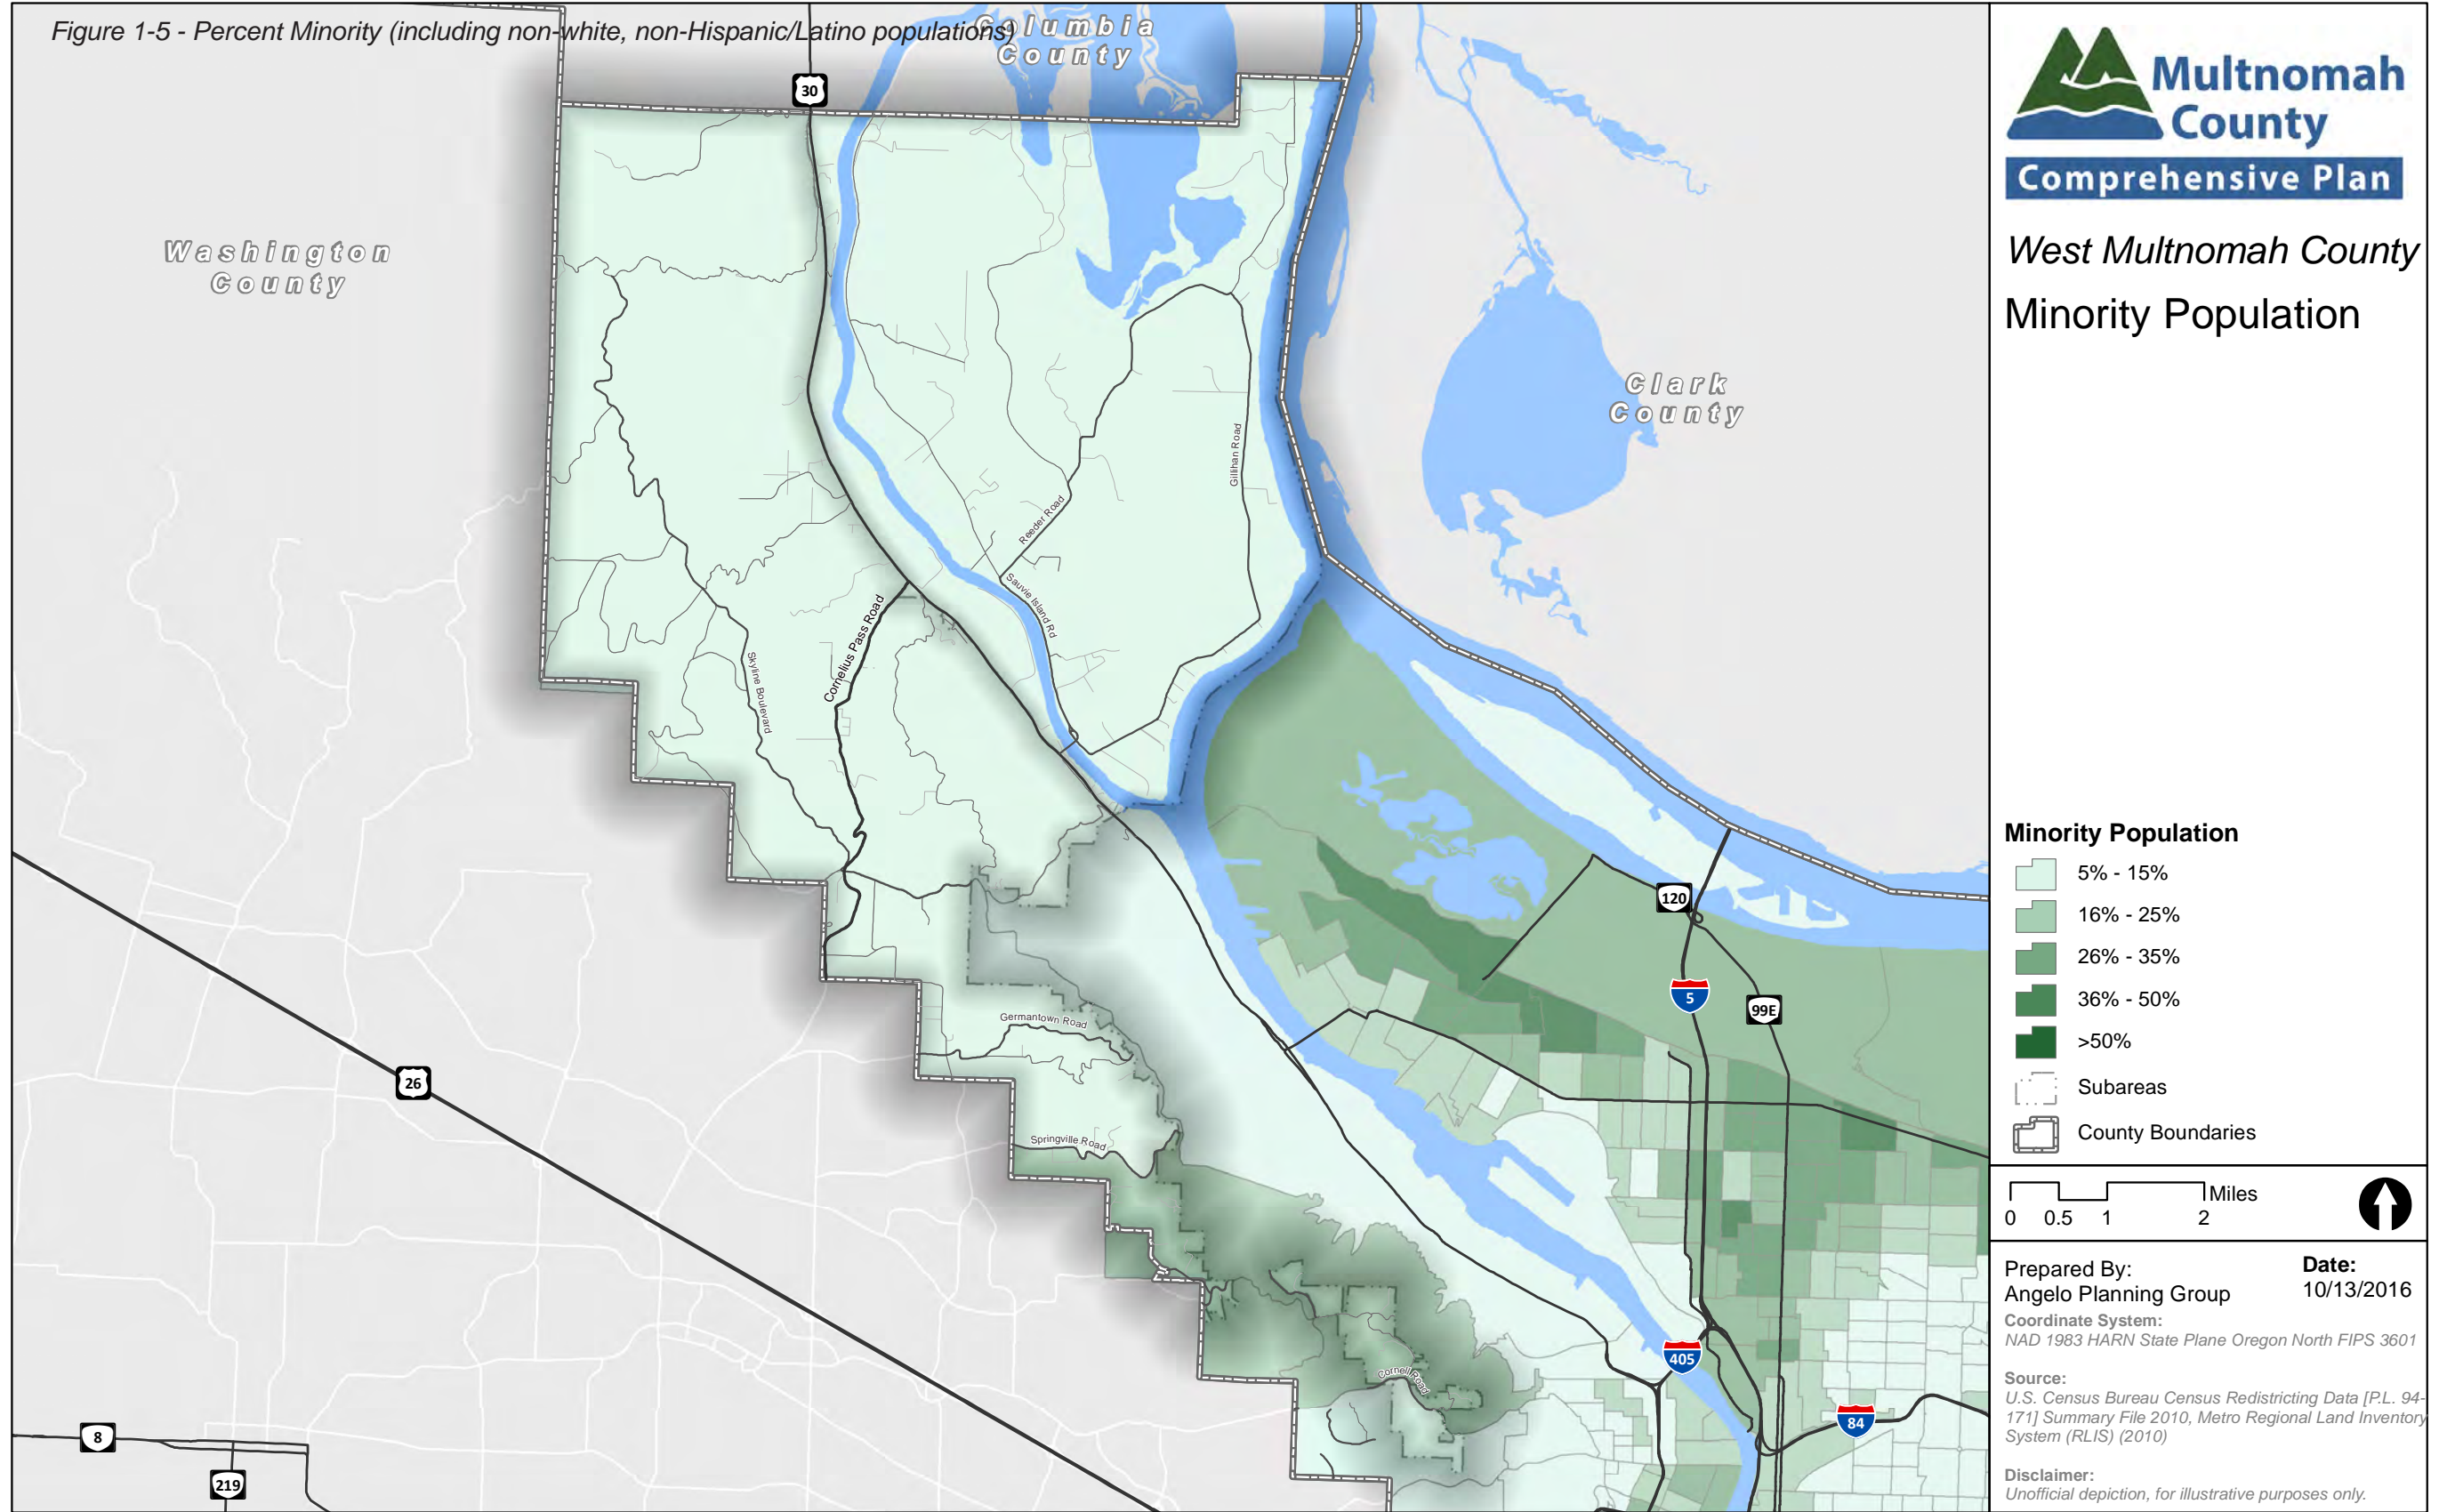 Figure 1-5 - Percent Minority (including non-white, non-Hispanic/Latino populations)
Columbia
County
30
Washington
County
Clark
County
Gillihan Road
Reeder Road
Sauvie Island Rd
Cornelius Pass Road
Skyline Boulevard
120
5
99E
Germantown Road
26
Springville Road
405
Cornell Road
84
8
219
Multnomah
County
Comprehensive Plan
West Multnomah County
Minority Population
Minority Population
5% - 15%
16% - 25%
26% - 35%
36% - 50%
>50%
Subareas
County Boundaries
Miles
0 0.5 1 2
Prepared By:
Angelo Planning Group
Date:
10/13/2016
Coordinate System:
NAD 1983 HARN State Plane Oregon North FIPS 3601
Source:
U.S. Census Bureau Census Redistricting Data [P.L. 94-
171] Summary File 2010, Metro Regional Land Inventory
System (RLIS) (2010)
Disclaimer:
Unofficial depiction, for illustrative purposes only.